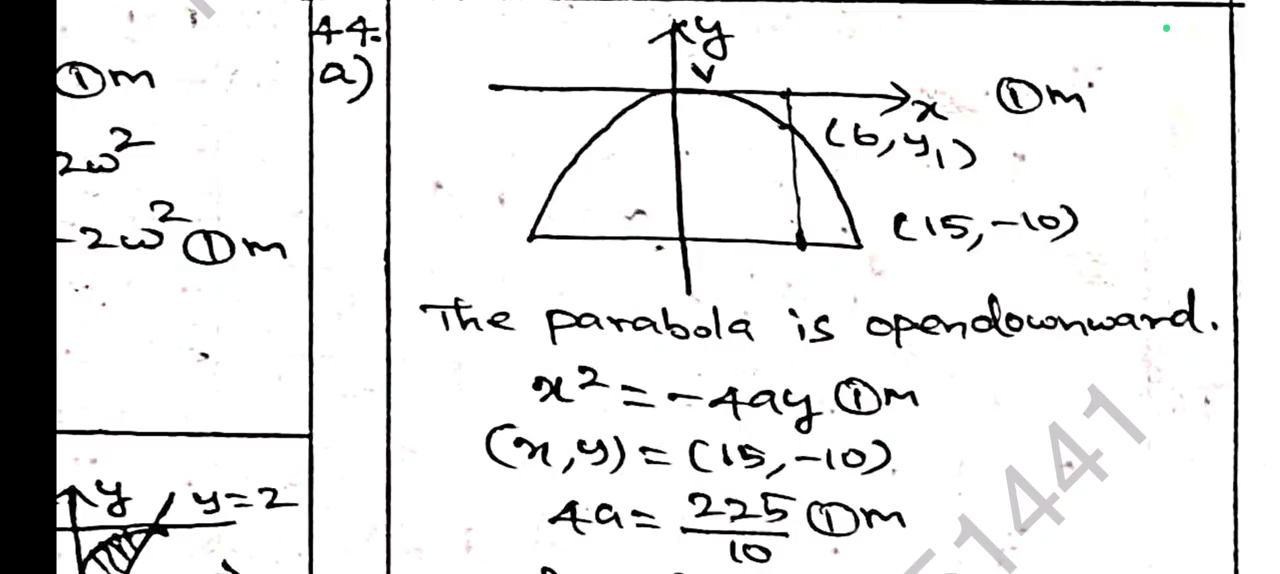 ①m
2ω²
-2ω² ①m
y y=2
44.
a)
y
V
x ①m
(6, y₁)
(15, -10)
The parabola is opendownward.
x² = -4ay ①m
(x, y) = (15, -10)
4a = 225/10 ①m
51441